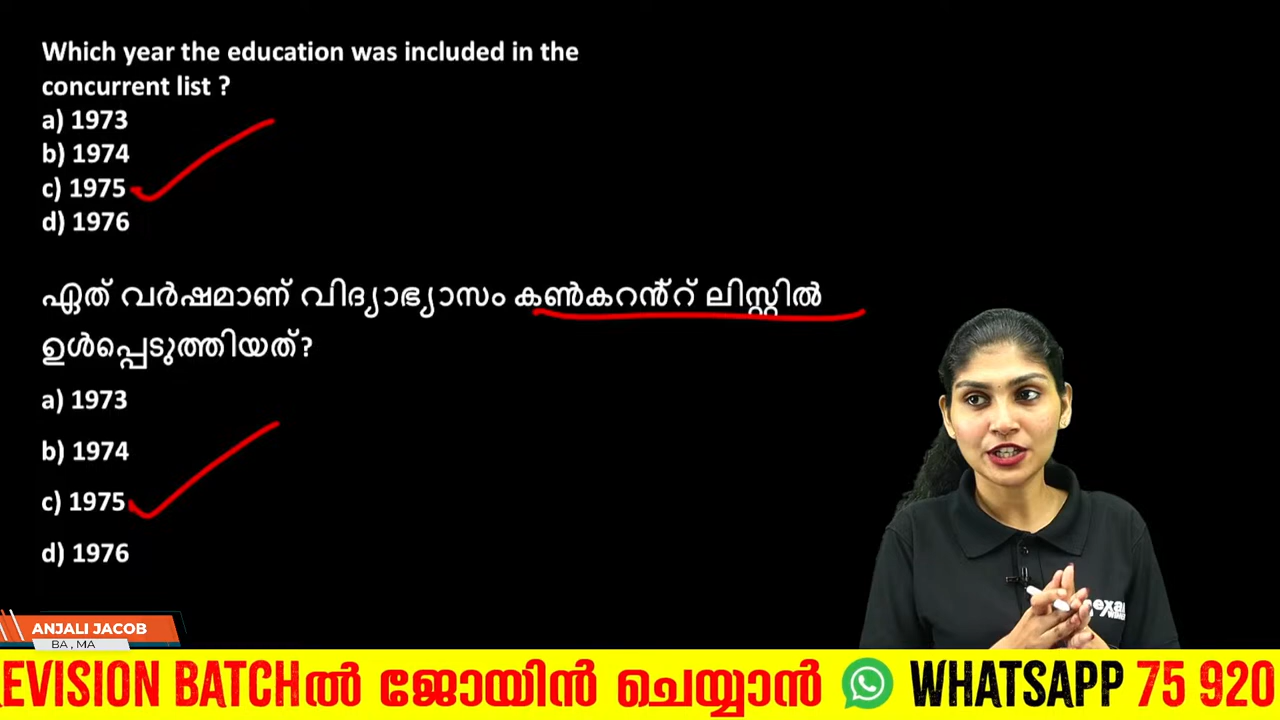 Which year the education was included in the
concurrent list ?
a) 1973
b) 1974
c) 1975
d) 1976
ഏത് വർഷമാണ് വിദ്യാഭ്യാസം കൺകറൻ്റ് ലിസ്റ്റിൽ
ഉൾപ്പെടുത്തിയത്?
a) 1973
b) 1974
c) 1975
d) 1976
ANJALI JACOB
BA , MA
EVISION BATCHൽ ജോയിൻ ചെയ്യാൻ WHATSAPP 75 920